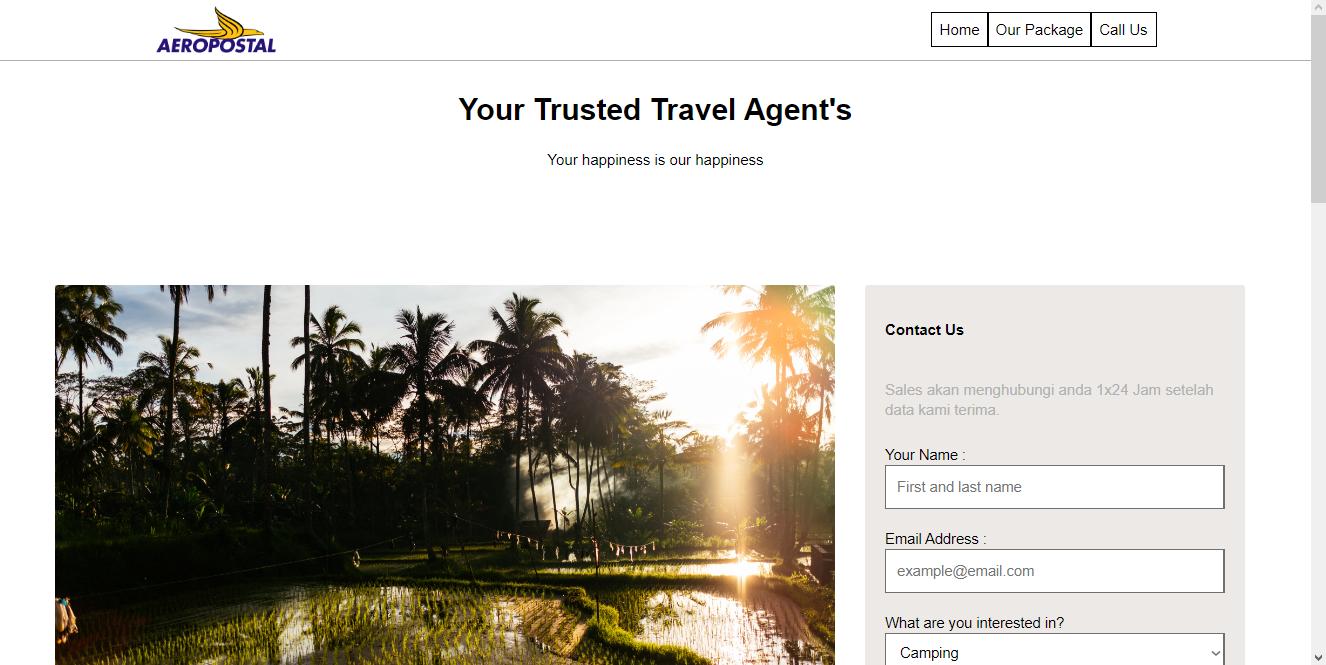 AEROPOSTAL
Home
Our Package
Call Us
Your Trusted Travel Agent's
Your happiness is our happiness
Contact Us
Sales akan menghubungi anda 1x24 Jam setelah
data kami terima.
Your Name :
First and last name
Email Address :
example@email.com
What are you interested in?
Camping